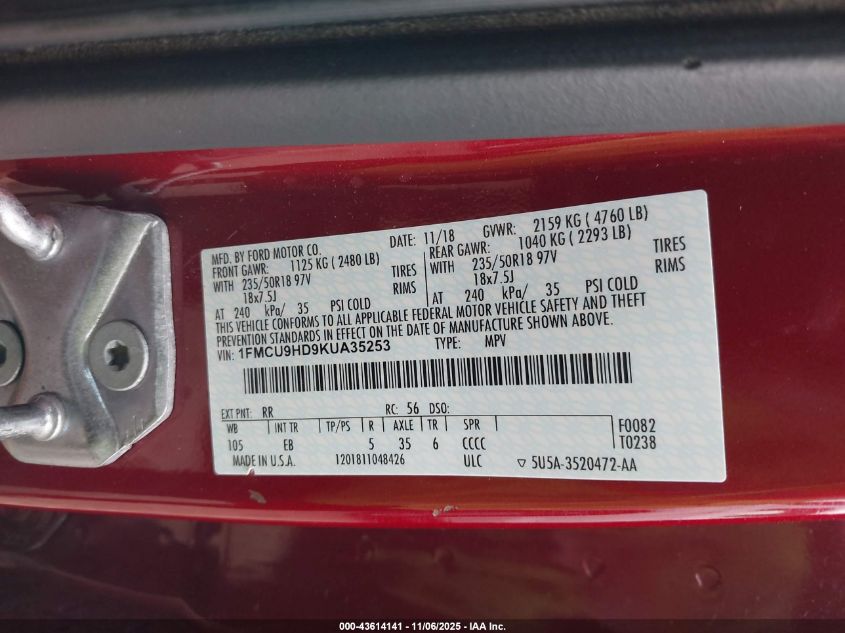 MFD. BY FORD MOTOR CO. DATE: 11/18 GVWR: 2159 KG ( 4760 LB)
FRONT GAWR: 1125 KG ( 2480 LB) REAR GAWR: 1040 KG ( 2293 LB)
WITH 235/50R18 97V TIRES WITH 235/50R18 97V TIRES
18x7.5J RIMS 18x7.5J RIMS
AT 240 kPa/ 35 PSI COLD AT 240 kPa/ 35 PSI COLD
THIS VEHICLE CONFORMS TO ALL APPLICABLE FEDERAL MOTOR VEHICLE SAFETY AND THEFT
PREVENTION STANDARDS IN EFFECT ON THE DATE OF MANUFACTURE SHOWN ABOVE.
VIN: 1FMCU9HD9KUA35253 TYPE: MPV
EXT PNT: RR RC: 56 DSO:
WB INT TR TP/PS R AXLE TR SPR F0082
105 EB 5 35 6 CCCC T0238
MADE IN U.S.A. 1201811048426 ULC ▽ 5U5A-3520472-AA
000-43614141 - 11/06/2025 - IAA Inc.